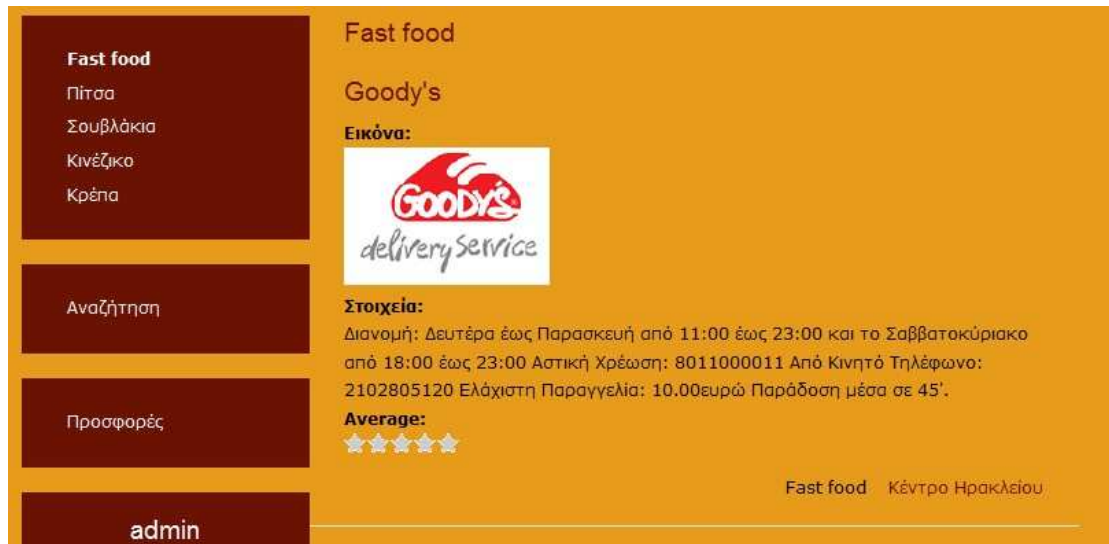 Fast food
Πίτσα
Σουβλάκια
Κινέζικο
Κρέπα
Αναζήτηση
Προσφορές
admin
Fast food
Goody's
Εικόνα:
GOODY'S
delivery service
Στοιχεία:
Διανομή: Δευτέρα έως Παρασκευή από 11:00 έως 23:00 και το Σαββατοκύριακο
από 18:00 έως 23:00 Αστική Χρέωση: 8011000011 Από Κινητό Τηλέφωνο:
2102805120 Ελάχιστη Παραγγελία: 10.00ευρώ Παράδοση μέσα σε 45'.
Average:
Fast food Κέντρο Ηρακλείου